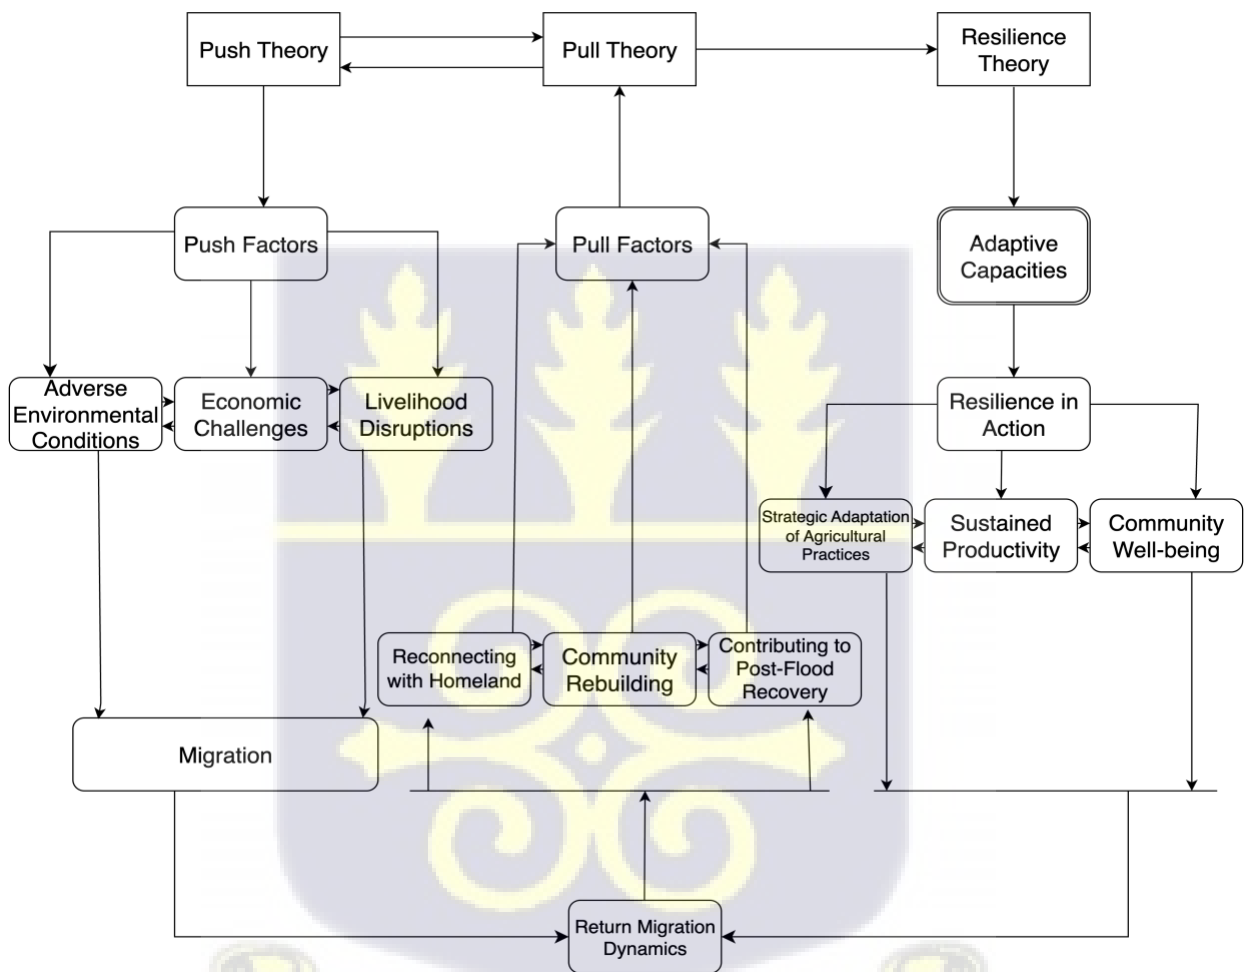 Push Theory
Pull Theory
Resilience
Theory
Push Factors
Pull Factors
Adaptive
Capacities
Adverse
Environmental
Conditions
Economic
Challenges
Livelihood
Disruptions
Resilience in
Action
Strategic Adaptation
of Agricultural
Practices
Sustained
Productivity
Community
Well-being
Reconnecting
with Homeland
Community
Rebuilding
Contributing to
Post-Flood
Recovery
Migration
Return Migration
Dynamics